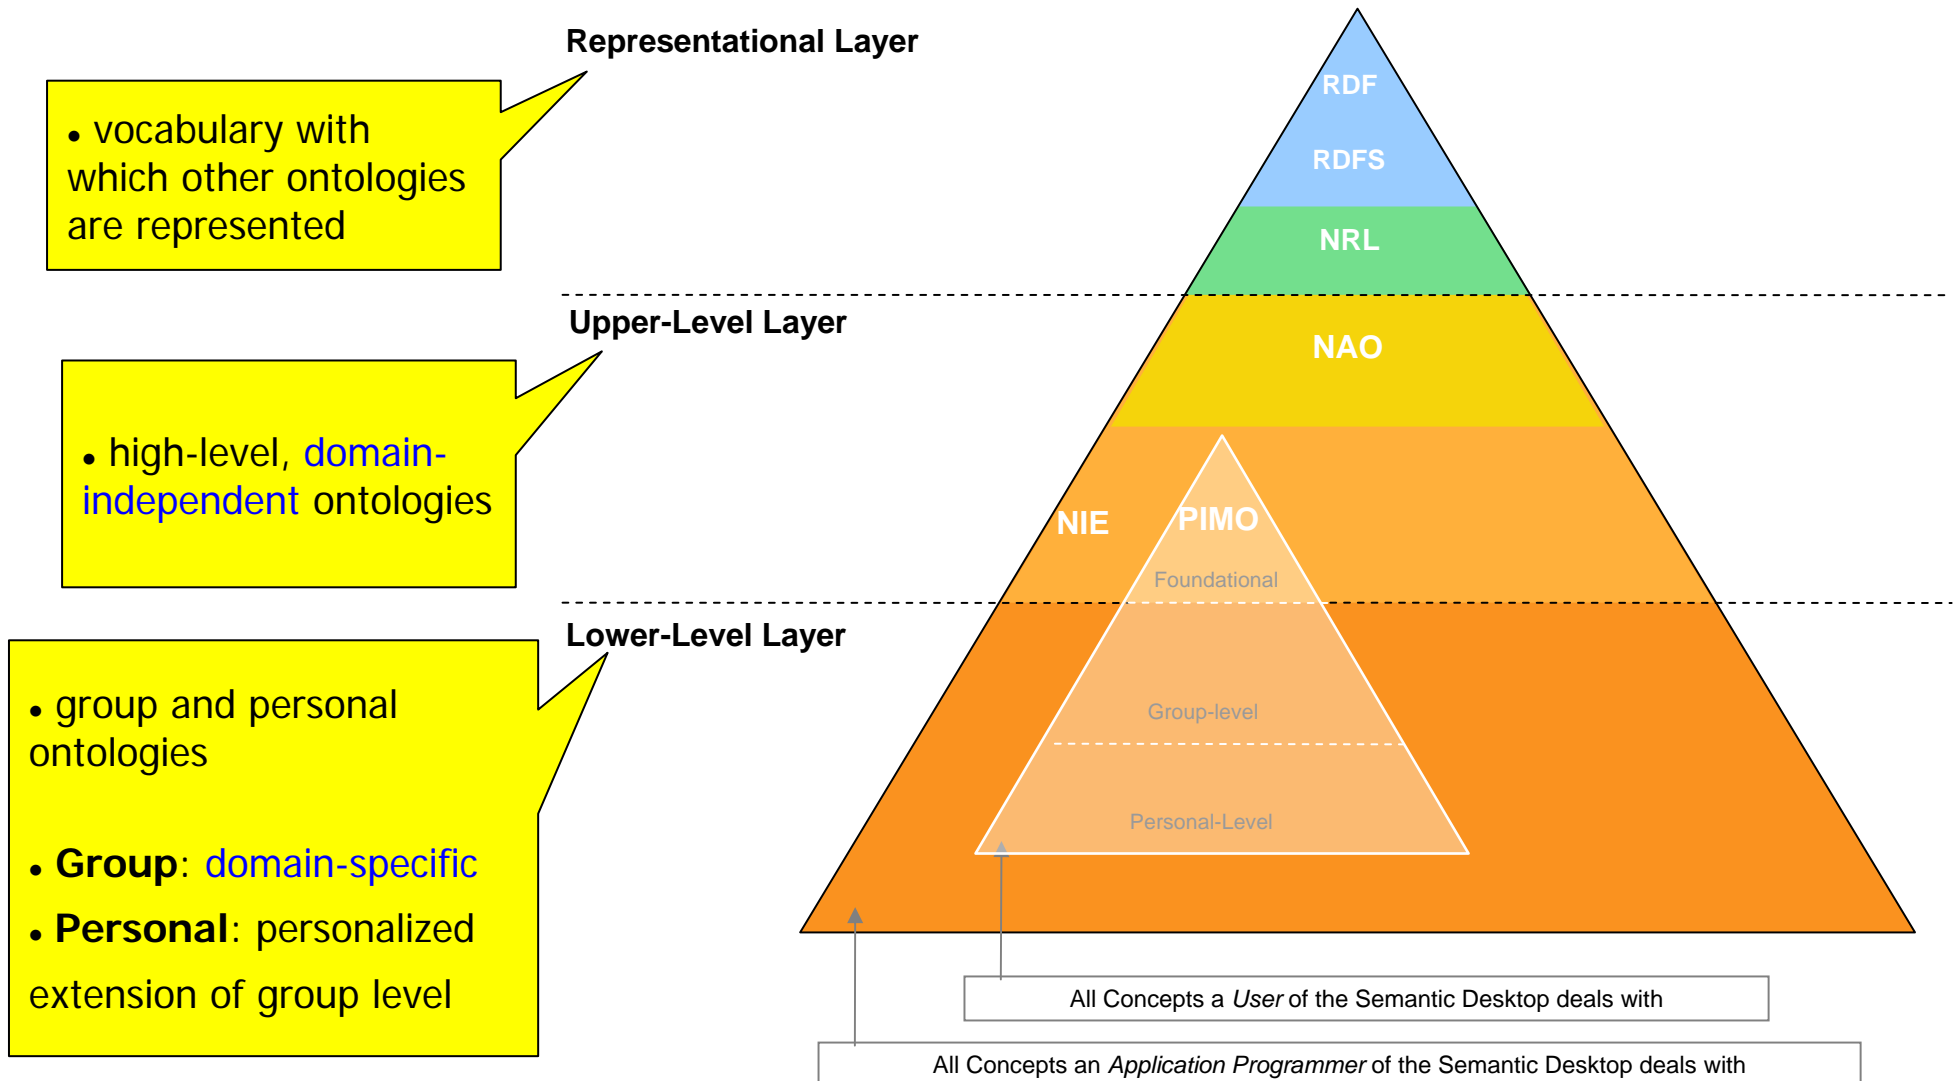 Representational Layer
• vocabulary with
which other ontologies
are represented
RDF
RDFS
NRL
Upper-Level Layer
• high-level, domain-
independent ontologies
NAO
NIE
PIMO
Foundational
Lower-Level Layer
• group and personal
ontologies
• Group: domain-specific
• Personal: personalized
extension of group level
Group-level
Personal-Level
All Concepts a User of the Semantic Desktop deals with
All Concepts an Application Programmer of the Semantic Desktop deals with